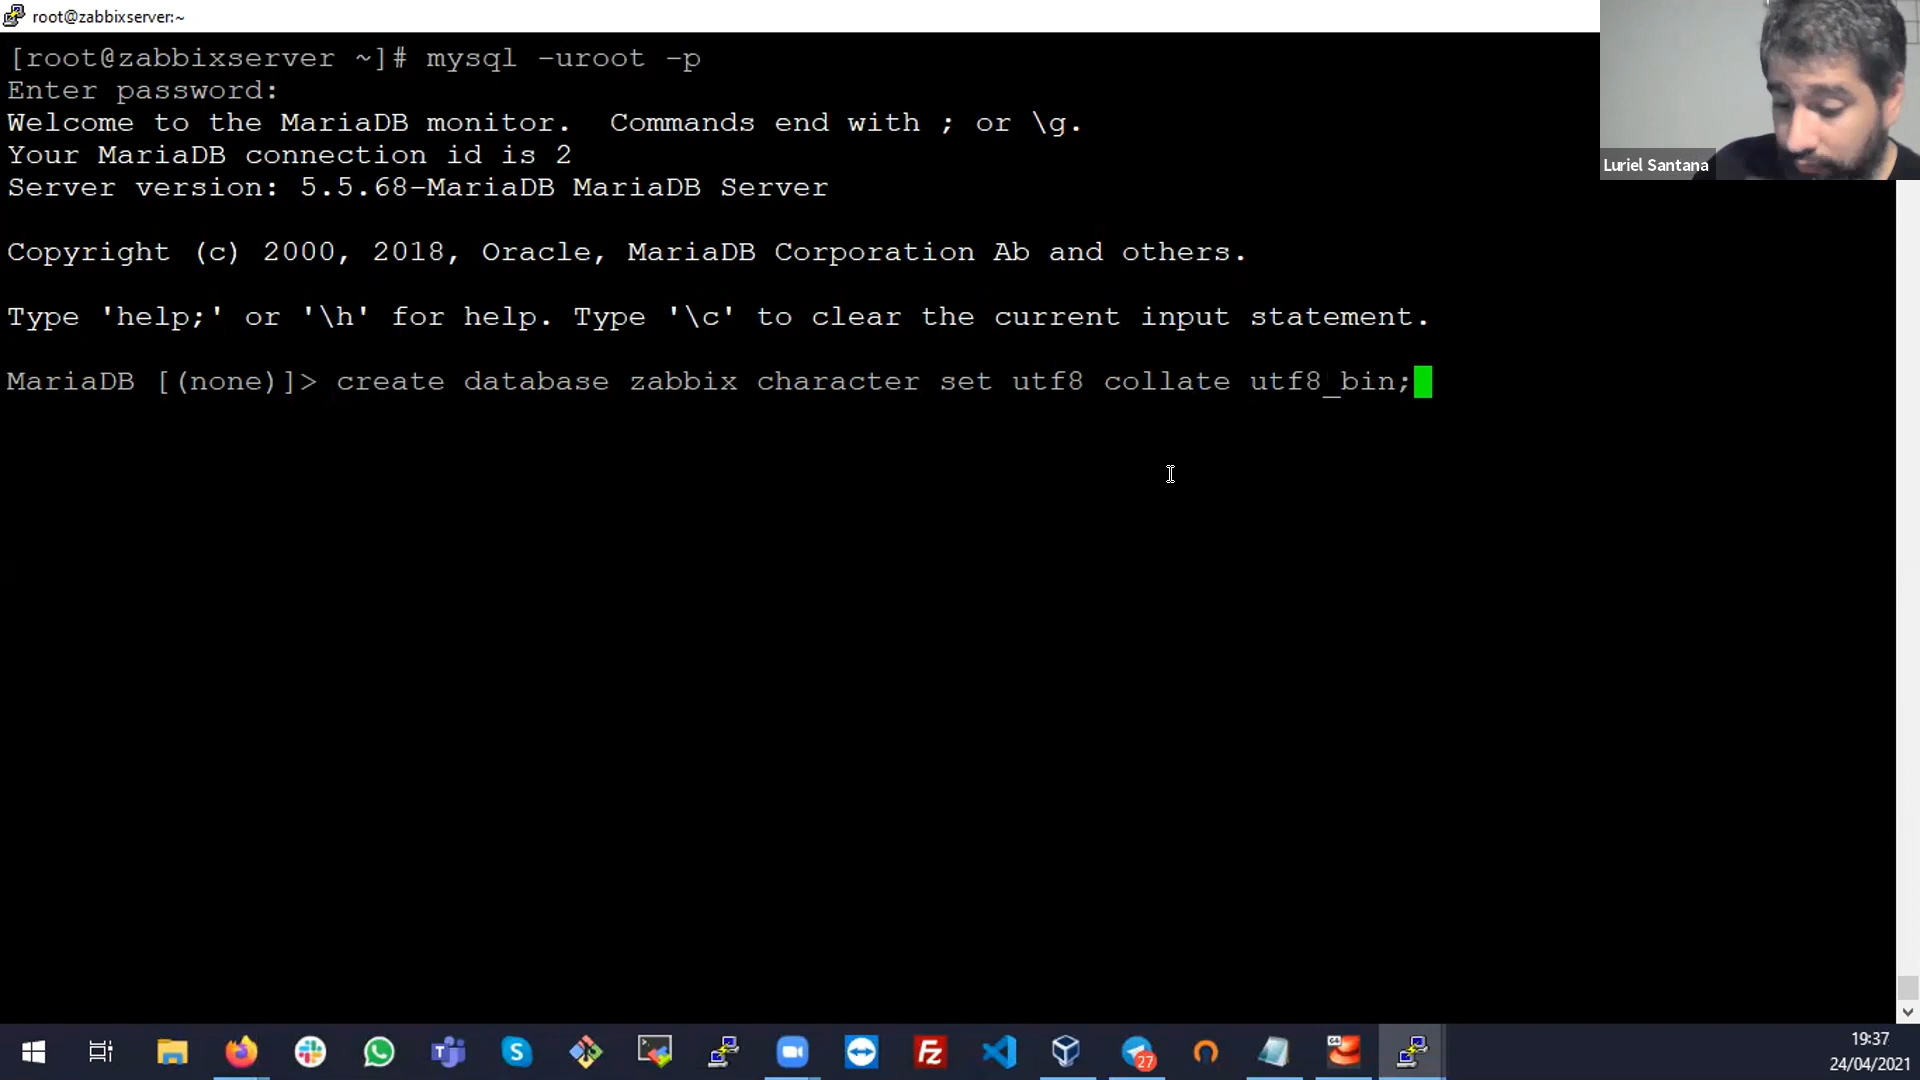 root@zabbixserver:~
[root@zabbixserver ~]# mysql -uroot -p
Enter password:
Welcome to the MariaDB monitor.  Commands end with ; or \g.
Your MariaDB connection id is 2
Server version: 5.5.68-MariaDB MariaDB Server
Luriel Santana
Copyright (c) 2000, 2018, Oracle, MariaDB Corporation Ab and others.
Type 'help;' or '\h' for help. Type '\c' to clear the current input statement.
MariaDB [(none)]> create database zabbix character set utf8 collate utf8_bin;
27
64
19:37
24/04/2021